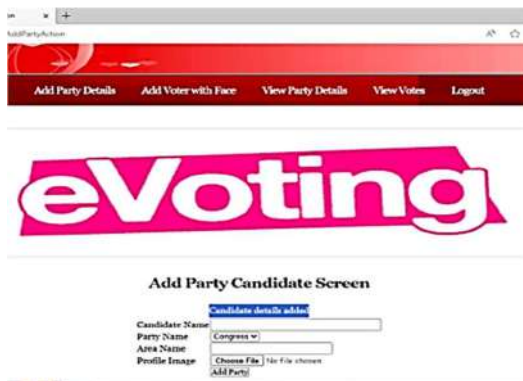 on × +
AddPartyAction
Add Party Details Add Voter with Face View Party Details View Votes Logout
eVoting
Add Party Candidate Screen
Candidate details added
Candidate Name
Party Name Congress
Area Name
Profile Image Choose File No file chosen
Add Party